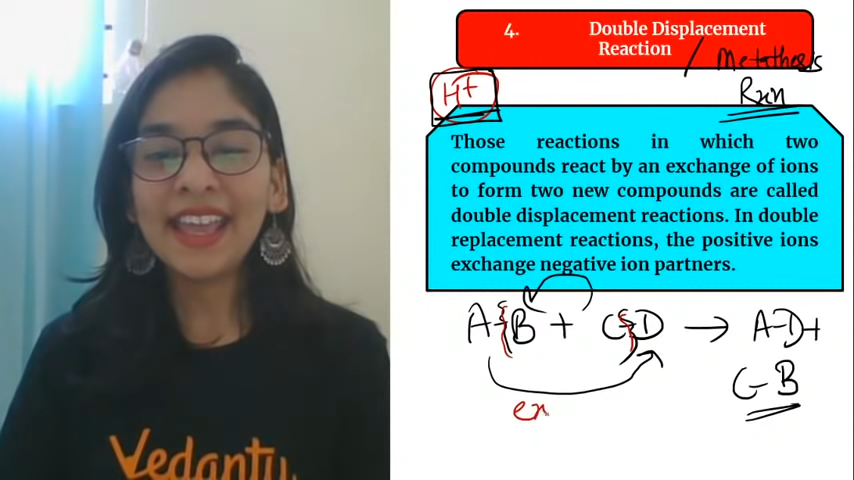 4. Double Displacement
Reaction
/ Metathesis
Rxn
H+
Those reactions in which two
compounds react by an exchange of ions
to form two new compounds are called
double displacement reactions. In double
replacement reactions, the positive ions
exchange negative ion partners.
A-B + C-D → A-D+
C-B
ex
Vedantu